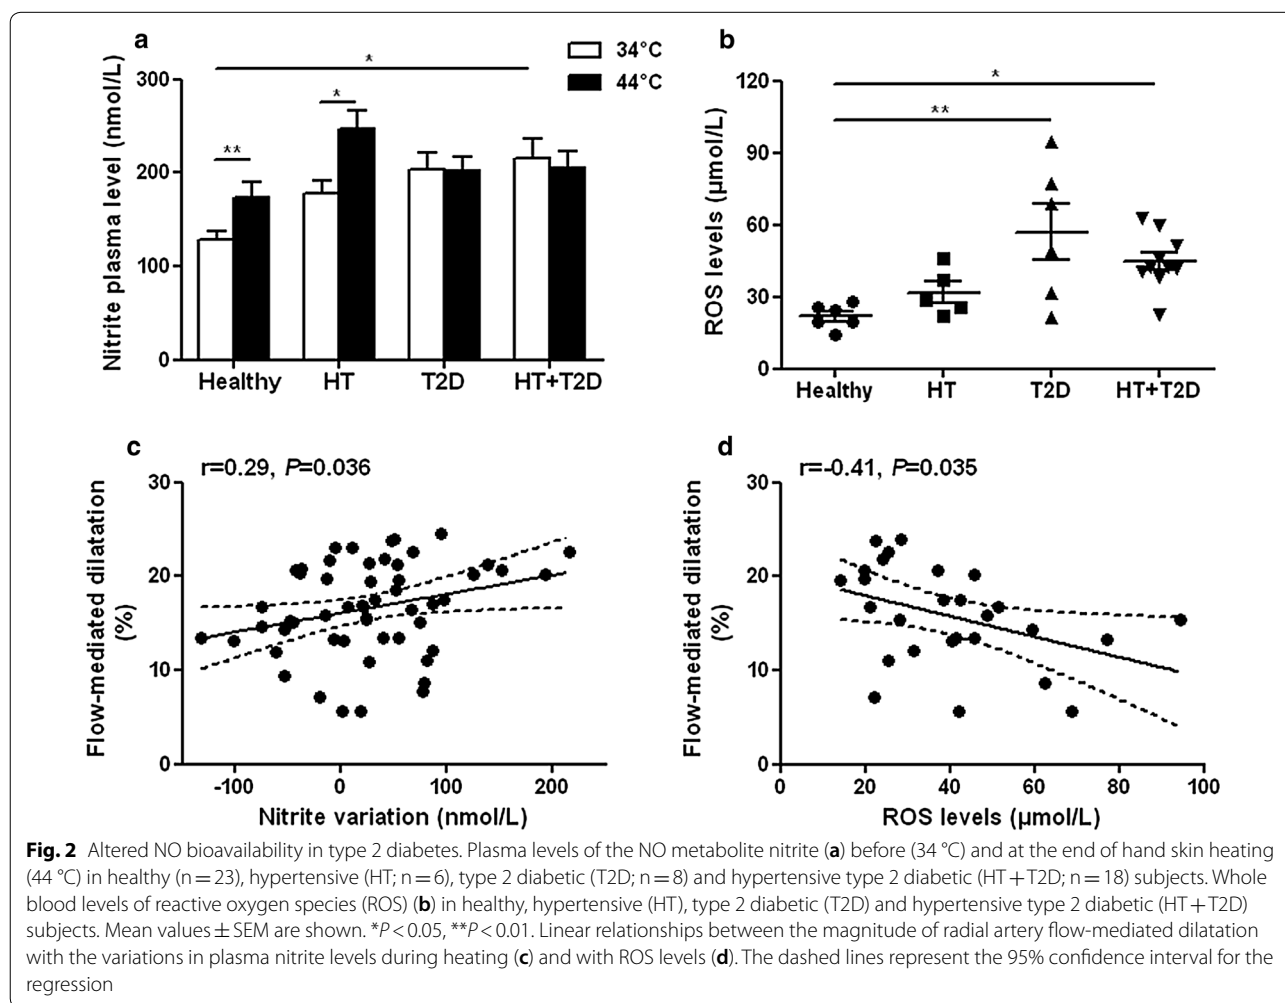 a
34°C
44°C
*
*
**
Nitrite plasma level (nmol/L)
300
200
100
0
Healthy
HT
T2D
HT+T2D
b
*
**
ROS levels (µmol/L)
120
90
60
30
0
Healthy
HT
T2D
HT+T2D
c
r=0.29, P=0.036
Flow-mediated dilatation
(%)
30
20
10
0
-100
0
100
200
Nitrite variation (nmol/L)
d
r=-0.41, P=0.035
Flow-mediated dilatation
(%)
30
20
10
0
0
20
40
60
80
100
ROS levels (µmol/L)
Fig. 2 Altered NO bioavailability in type 2 diabetes. Plasma levels of the NO metabolite nitrite (a) before (34 °C) and at the end of hand skin heating
(44 °C) in healthy (n = 23), hypertensive (HT; n = 6), type 2 diabetic (T2D; n = 8) and hypertensive type 2 diabetic (HT + T2D; n = 18) subjects. Whole
blood levels of reactive oxygen species (ROS) (b) in healthy, hypertensive (HT), type 2 diabetic (T2D) and hypertensive type 2 diabetic (HT + T2D)
subjects. Mean values ± SEM are shown. *P < 0.05, **P < 0.01. Linear relationships between the magnitude of radial artery flow-mediated dilatation
with the variations in plasma nitrite levels during heating (c) and with ROS levels (d). The dashed lines represent the 95% confidence interval for the
regression